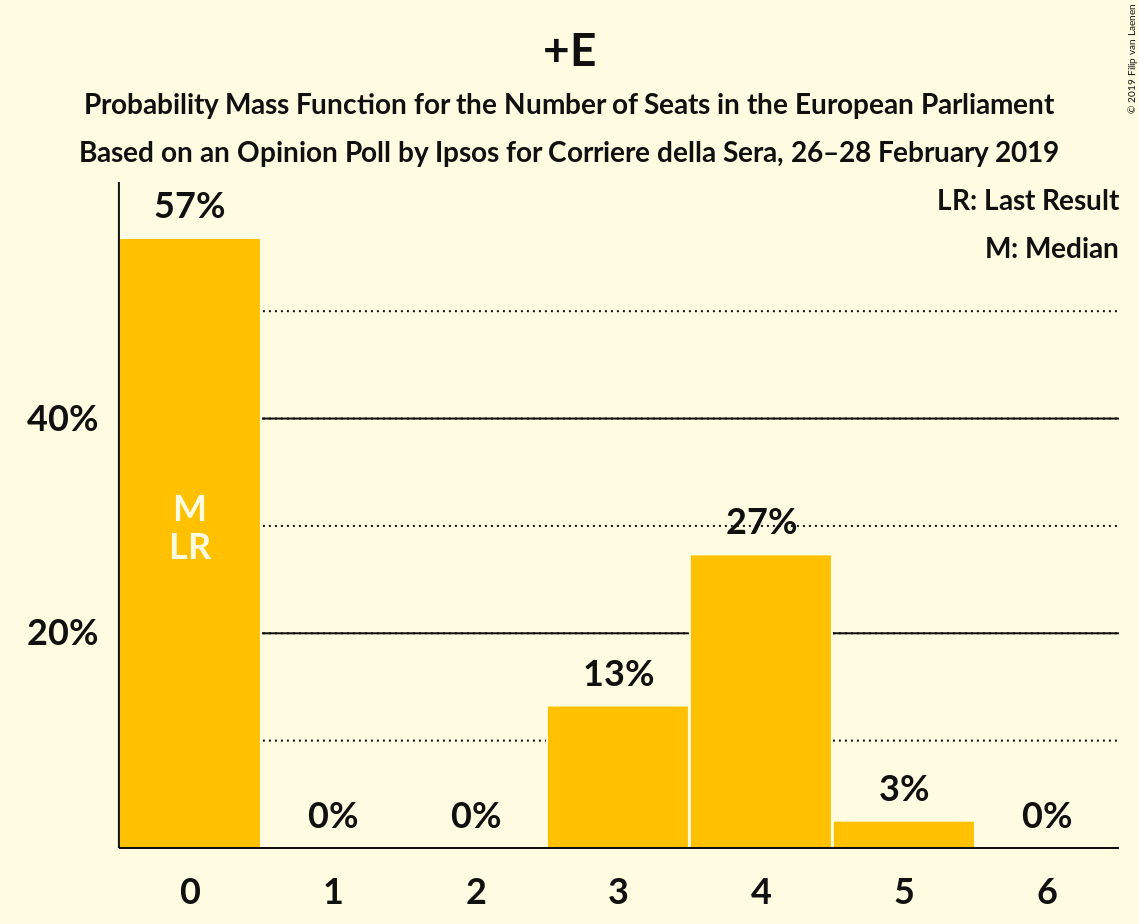 +E
Probability Mass Function for the Number of Seats in the European Parliament
Based on an Opinion Poll by Ipsos for Corriere della Sera, 26–28 February 2019
© 2019 Filip van Laenen
LR: Last Result
M: Median
57%
40%
20%
M
LR
0%
0%
13%
27%
3%
0%
0 1 2 3 4 5 6